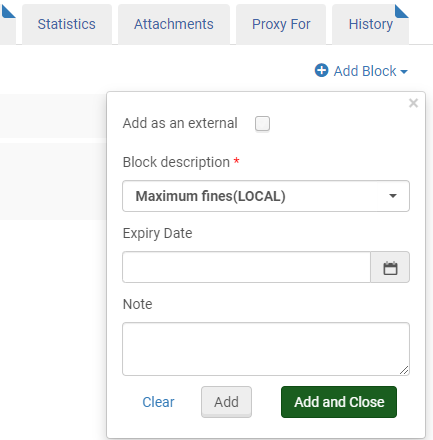 Statistics Attachments Proxy For History
Add Block
×
Add as an external
Block description *
Maximum fines(LOCAL)
Expiry Date
Note
Clear Add Add and Close